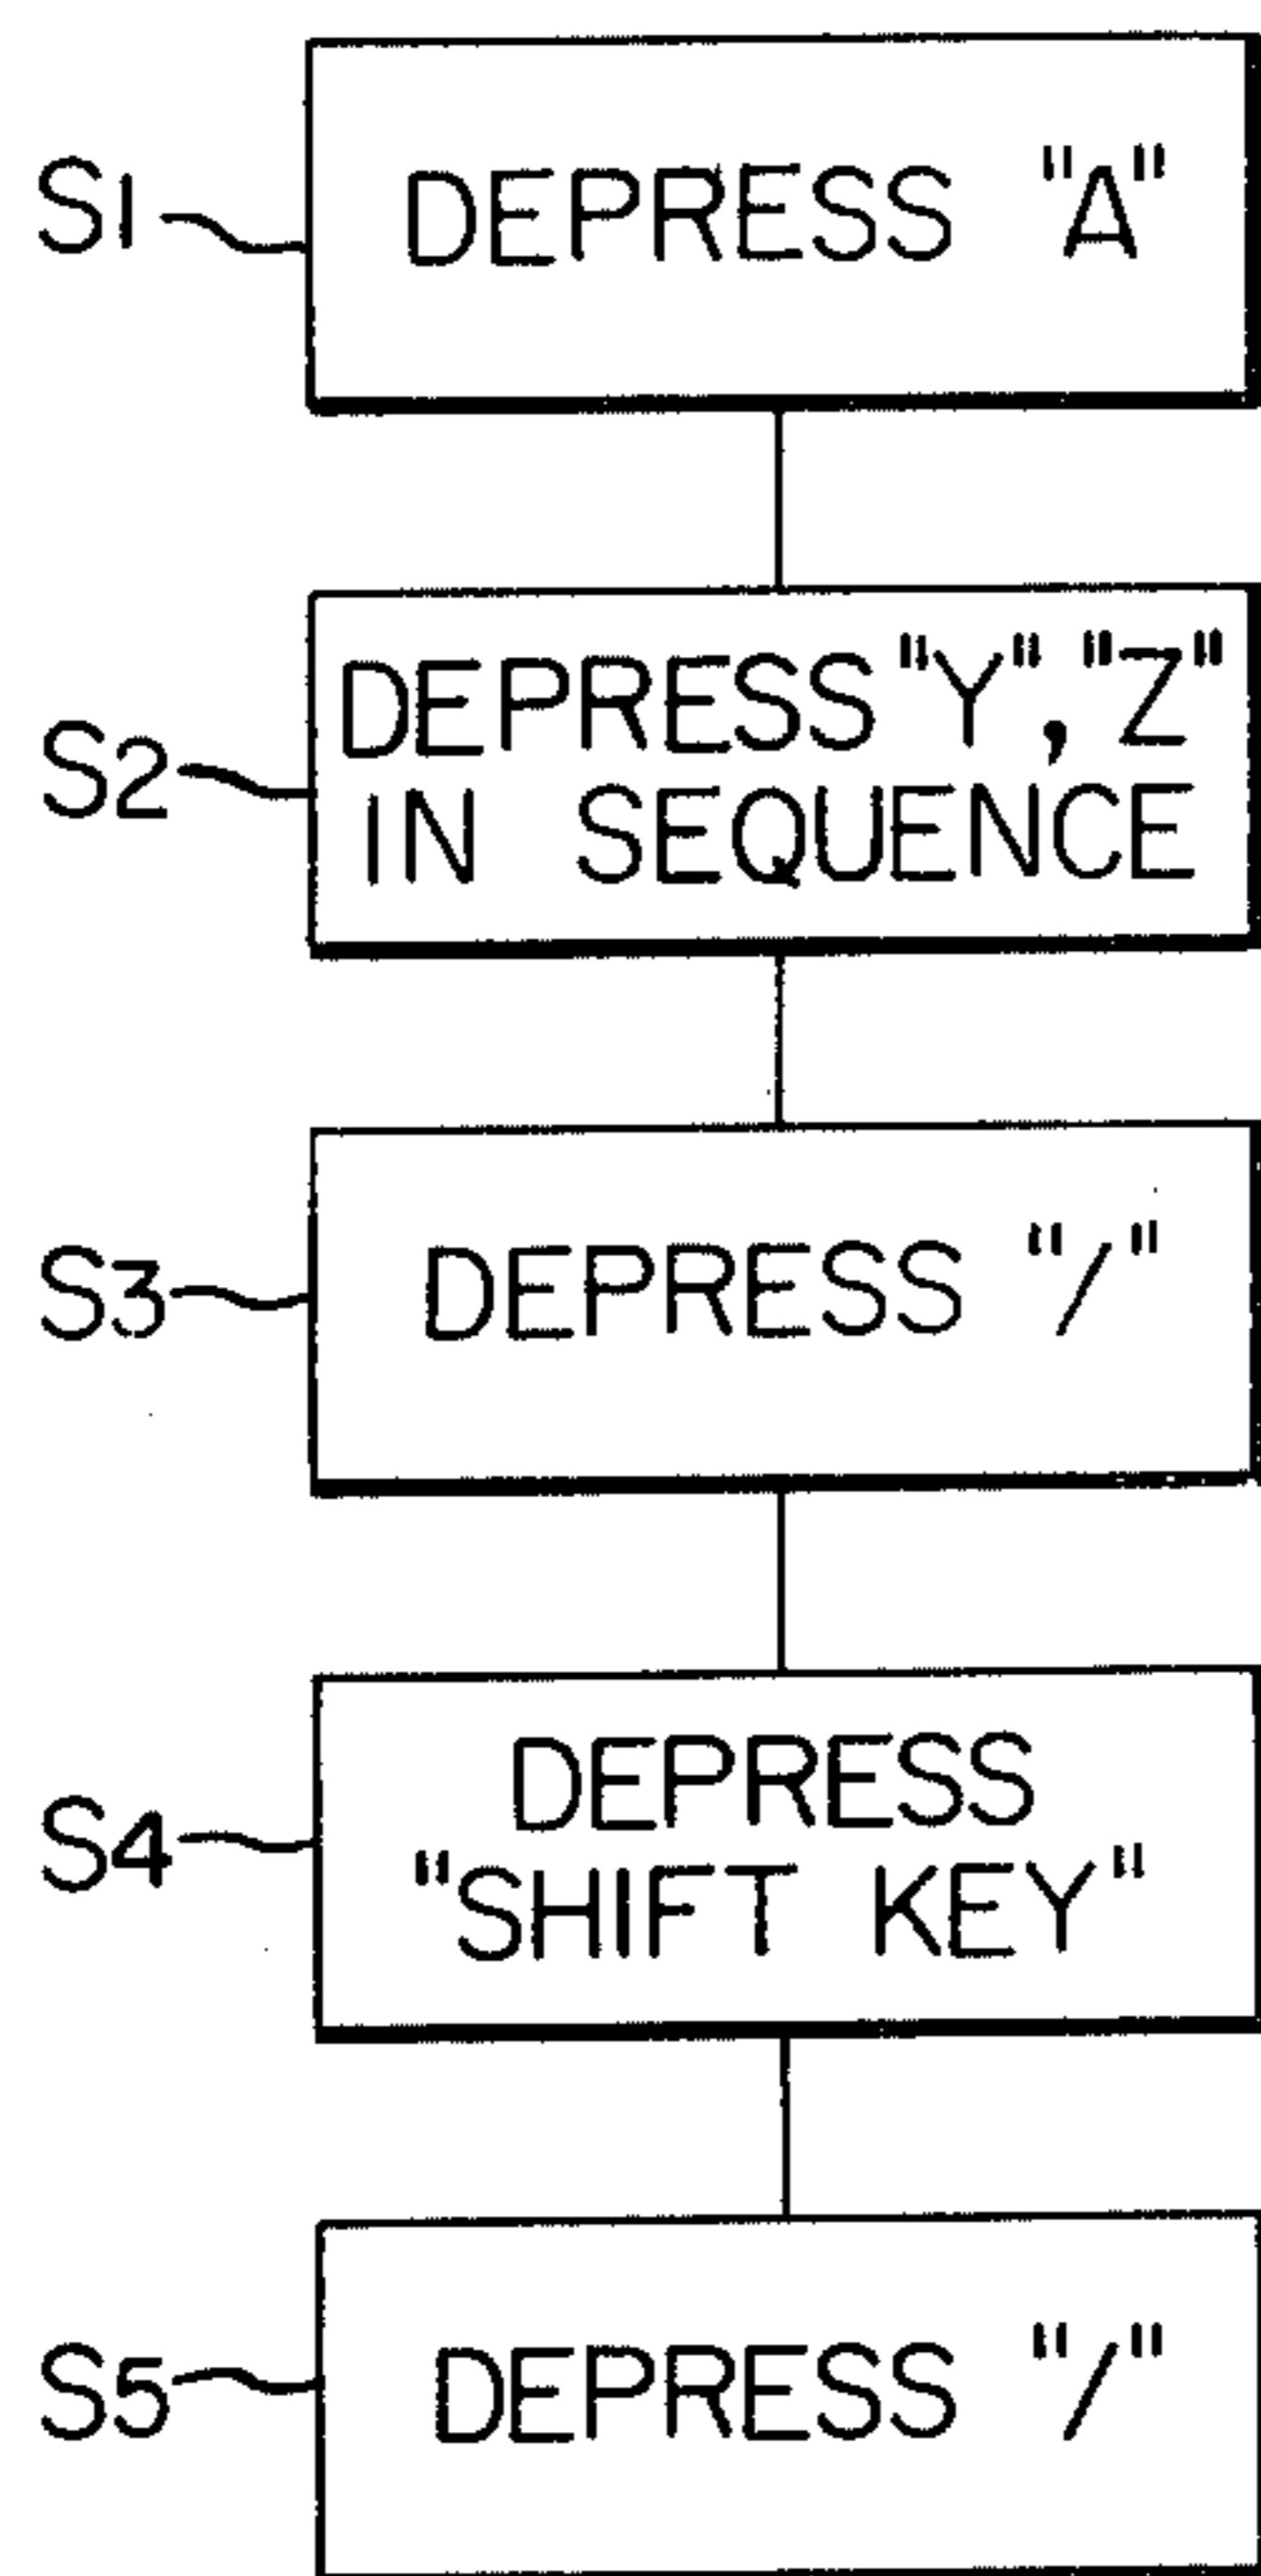 S1 DEPRESS "A"
S2 DEPRESS "Y", "Z"
IN SEQUENCE
S3 DEPRESS "/"
S4 DEPRESS
"SHIFT KEY"
S5 DEPRESS "/"